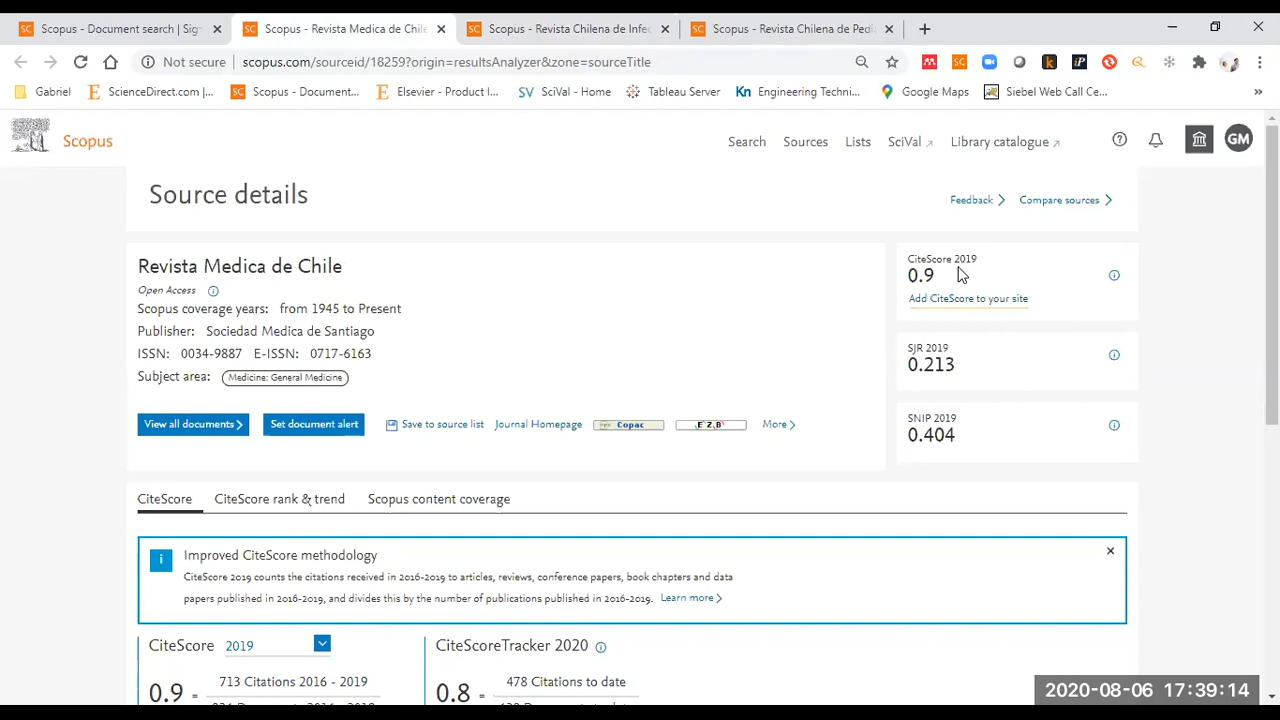 Scopus - Document search | Sig
Scopus - Revista Medica de Chile
Scopus - Revista Chilena de Infec
Scopus - Revista Chilena de Pedi
Not secure
scopus.com/sourceid/18259?origin=resultsAnalyzer&zone=sourceTitle
Gabriel
ScienceDirect.com |...
Scopus - Document...
Elsevier - Product I...
SciVal - Home
Tableau Server
Engineering Techni...
Google Maps
Siebel Web Call Ce...
Scopus
Search
Sources
Lists
SciVal
Library catalogue
GM
Source details
Feedback
Compare sources
Revista Medica de Chile
Open Access
Scopus coverage years: from 1945 to Present
Publisher: Sociedad Medica de Santiago
ISSN: 0034-9887 E-ISSN: 0717-6163
Subject area: Medicine: General Medicine
View all documents
Set document alert
Save to source list
Journal Homepage
Copac
E Z B
More
CiteScore 2019
0.9
Add CiteScore to your site
SJR 2019
0.213
SNIP 2019
0.404
CiteScore
CiteScore rank & trend
Scopus content coverage
Improved CiteScore methodology
CiteScore 2019 counts the citations received in 2016-2019 to articles, reviews, conference papers, book chapters and data
papers published in 2016-2019, and divides this by the number of publications published in 2016-2019. Learn more
CiteScore 2019
0.9 =
713 Citations 2016 - 2019
CiteScoreTracker 2020
0.8 =
478 Citations to date
2020-08-06 17:39:14